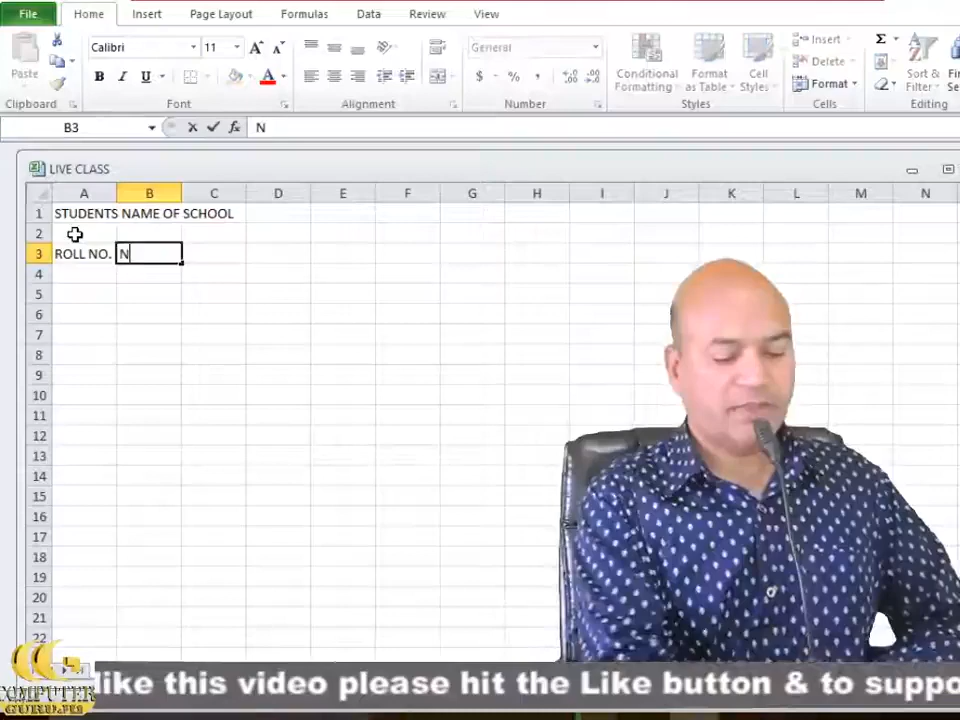 File Home Insert Page Layout Formulas Data Review View
Calibri 11 A A General Insert Σ
Paste B I U A $ % , Conditional Formatting Format as Table Cell Styles Delete Format Sort & Filter
Clipboard Font Alignment Number Styles Cells Editing
B3 fx N
LIVE CLASS
A B C D E F G H I J K L M N
1 STUDENTS NAME OF SCHOOL
2
3 ROLL NO. N
4
5
6
7
8
9
10
11
12
13
14
15
16
17
18
19
20
21
22
like this video please hit the Like button & to suppo
COMPUTER
GURU